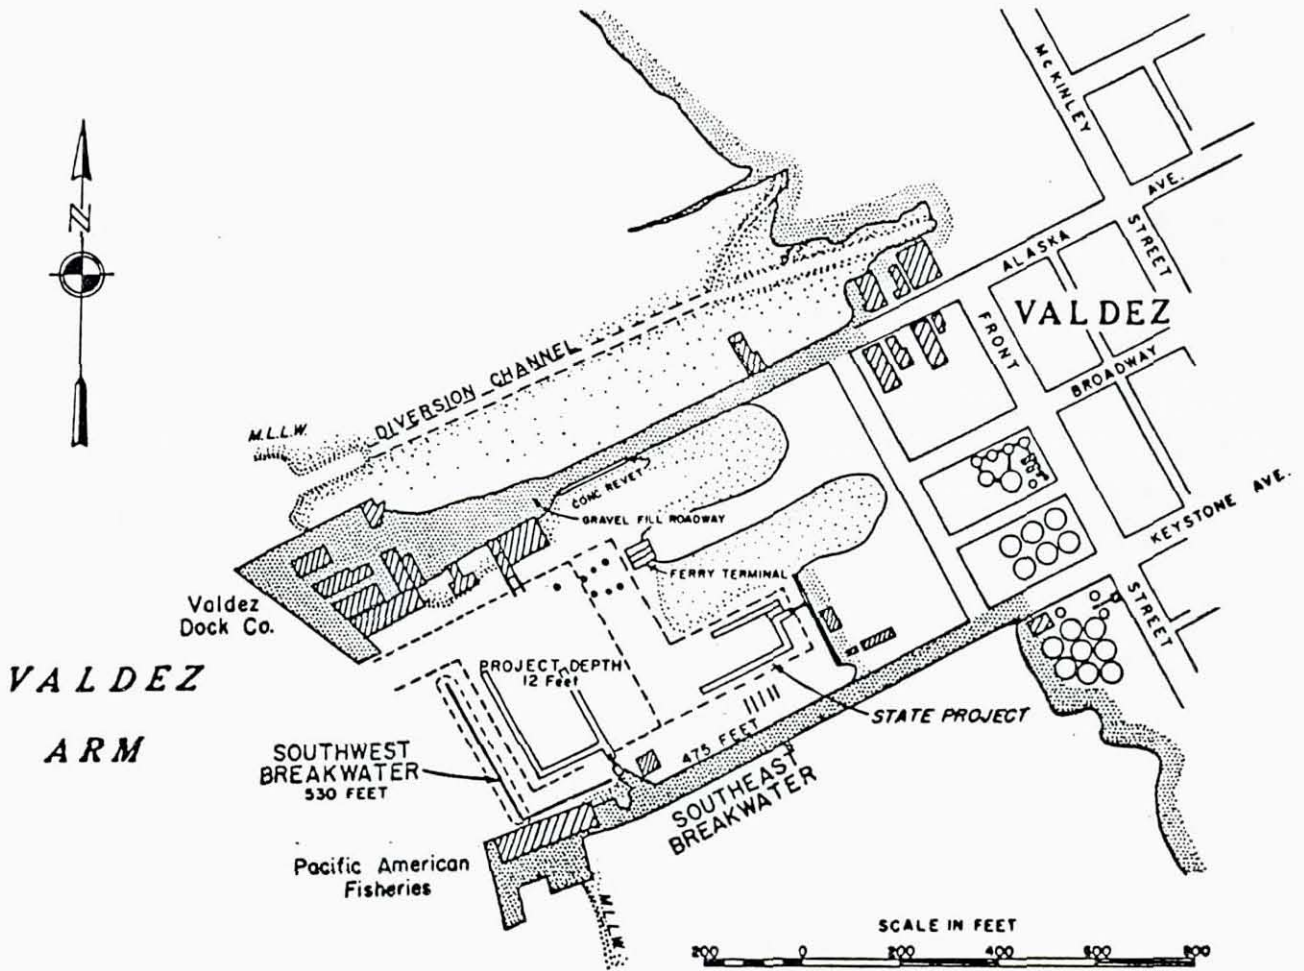 McKINLEY
STREET
ALASKA
AVE.
N
VALDEZ
FRONT
STREET
BROADWAY
DIVERSION CHANNEL
M.L.L.W.
KEYSTONE AVE.
CONC REVET
GRAVEL FILL ROADWAY
FERRY TERMINAL
Valdez
Dock Co.
VALDEZ
ARM
PROJECT DEPTH
12 Feet
STATE PROJECT
475 FEET
SOUTHEAST
BREAKWATER
SOUTHWEST
BREAKWATER
530 FEET
Pacific American
Fisheries
M.L.L.W.
SCALE IN FEET
200 0 200 400 600 800